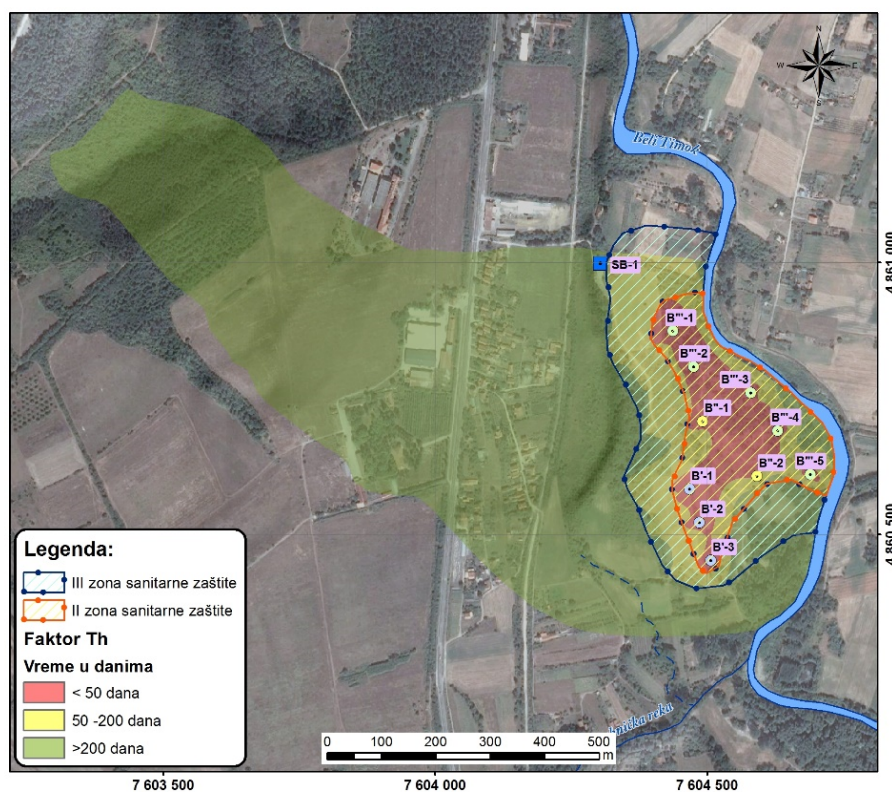 N
W E
S
Beli Timok
SB-1
B'''-1
B'''-2
B'''-3
B''-1
B'''-4
B''-2
B'''-5
B'-1
B'-2
B'-3
4 861 000
4 860 500
Legenda:
III zona sanitarne zaštite
II zona sanitarne zaštite
Faktor Th
Vreme u danima
< 50 dana
50 -200 dana
>200 dana
reka
0 100 200 300 400 500
m
7 603 500 7 604 000 7 604 500